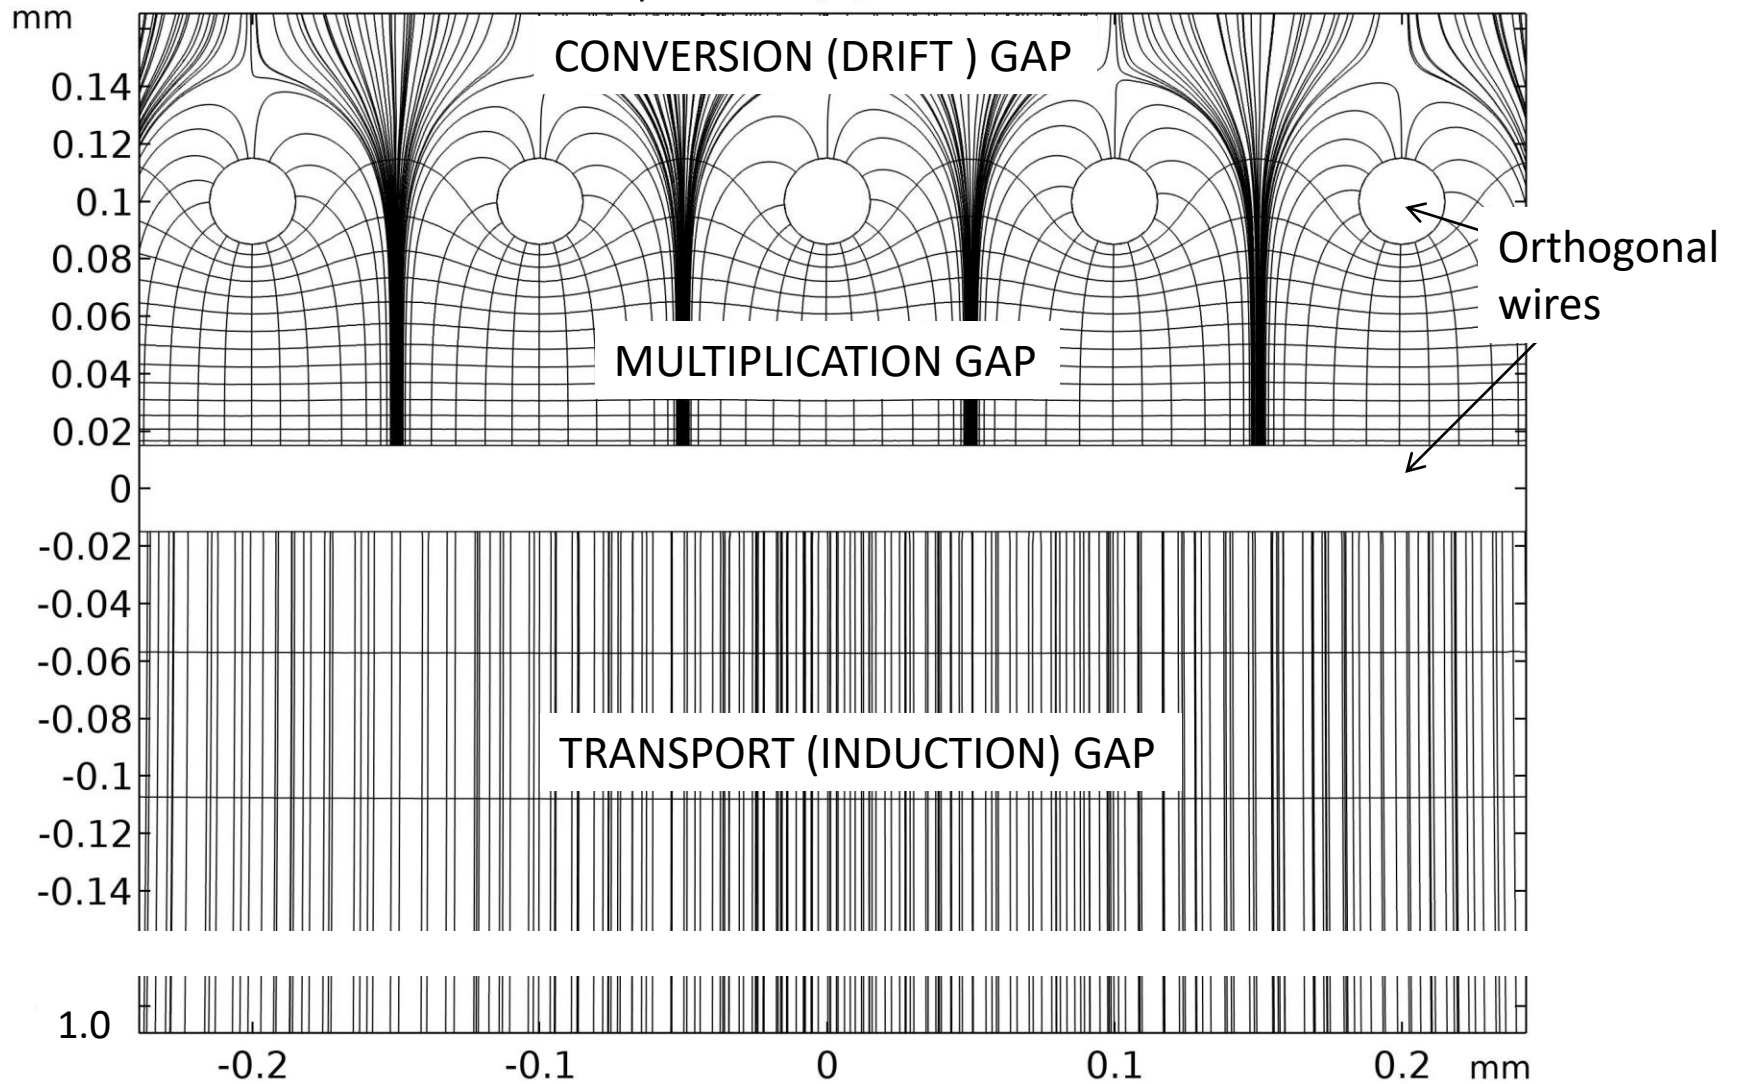 mm
CONVERSION (DRIFT ) GAP
0.14
0.12
0.1
0.08
0.06
0.04
0.02
0
-0.02
-0.04
-0.06
-0.08
-0.1
-0.12
-0.14
1.0
Orthogonal
wires
MULTIPLICATION GAP
TRANSPORT (INDUCTION) GAP
-0.2 -0.1 0 0.1 0.2 mm